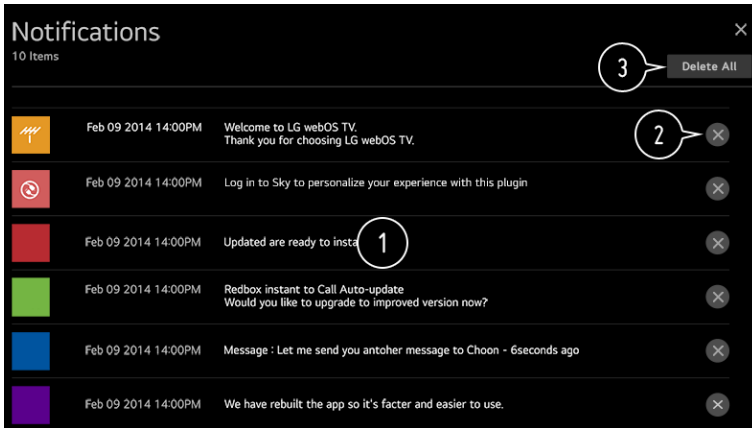 Notifications
10 Items
3
Delete All
Feb 09 2014 14:00PM
Welcome to LG webOS TV.
Thank you for choosing LG webOS TV.
2
Feb 09 2014 14:00PM
Log in to Sky to personalize your experience with this plugin
Feb 09 2014 14:00PM
Updated are ready to
1
Feb 09 2014 14:00PM
Redbox instant to Call Auto-update
Would you like to upgrade to improved version now?
Feb 09 2014 14:00PM
Message : Let me send you antoher message to Choon - 6seconds ago
Feb 09 2014 14:00PM
We have rebuilt the app so it's facter and easier to use.